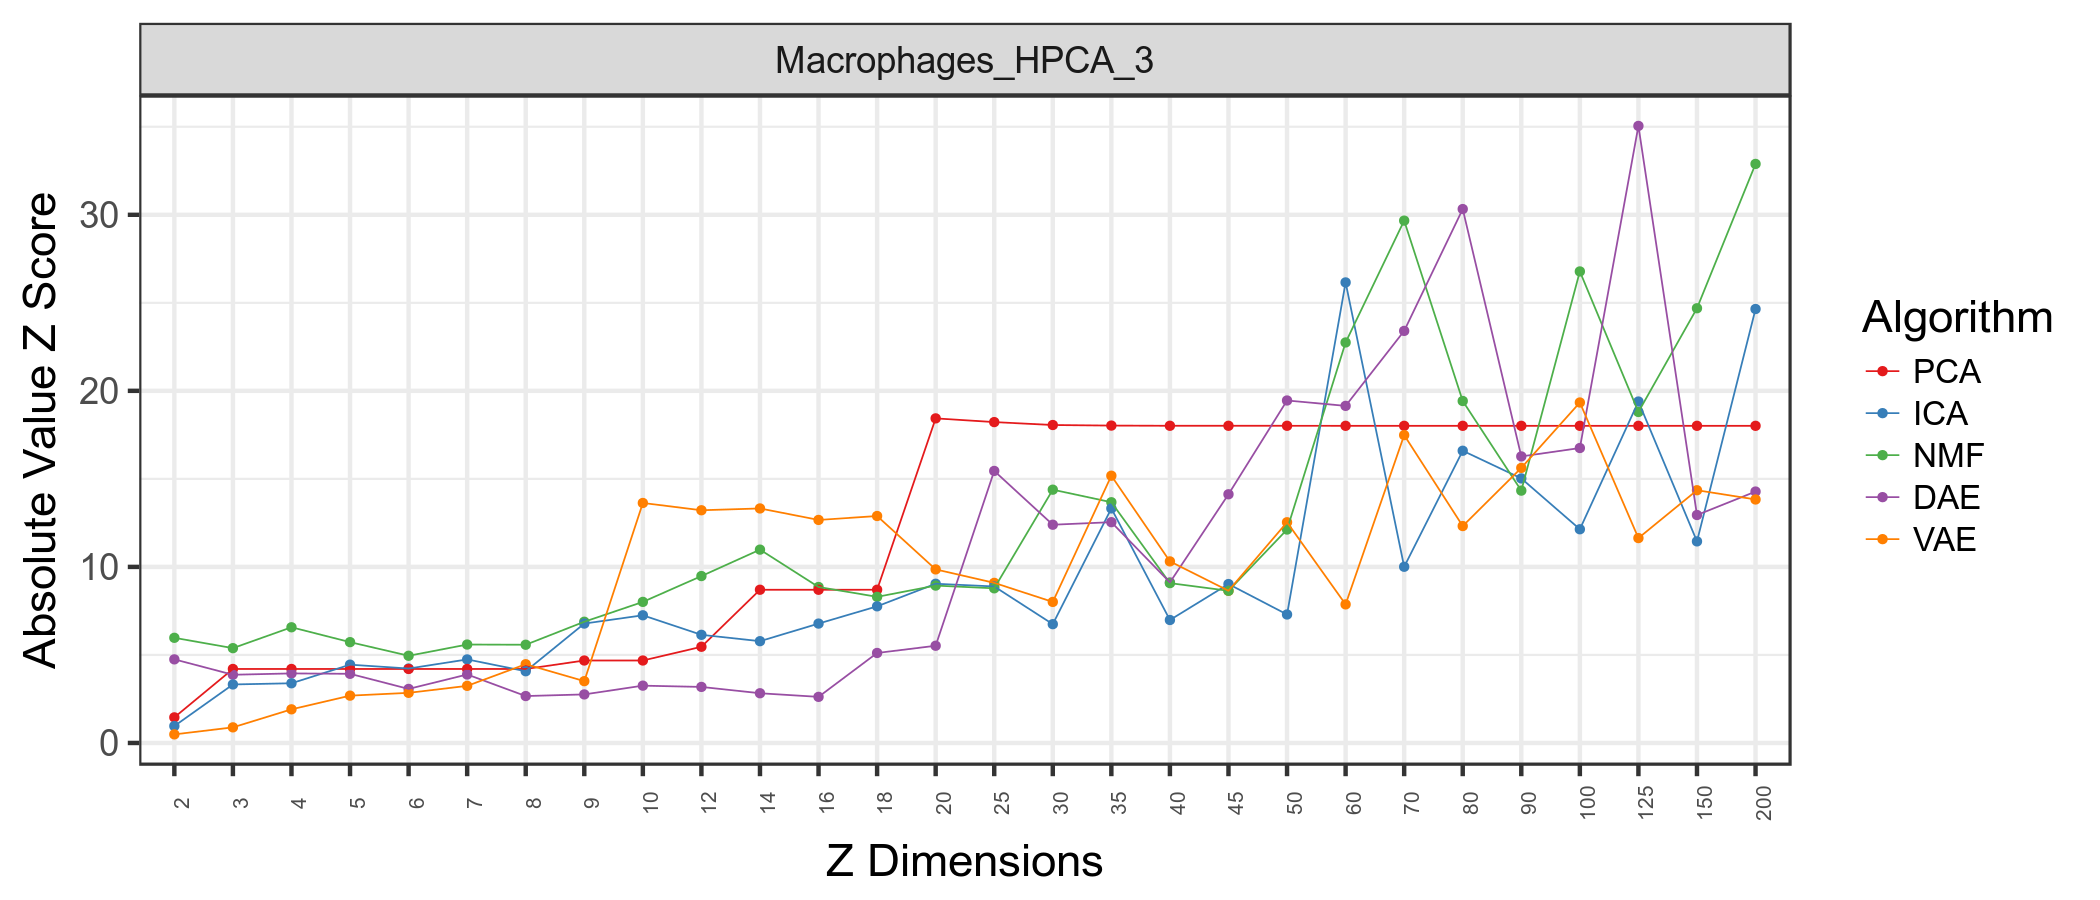 Macrophages_HPCA_3
Absolute Value Z Score
30
20
10
0
2 3 4 5 6 7 8 9 10 12 14 16 18 20 25 30 35 40 45 50 60 70 80 90 100 125 150 200
Z Dimensions
Algorithm
PCA
ICA
NMF
DAE
VAE